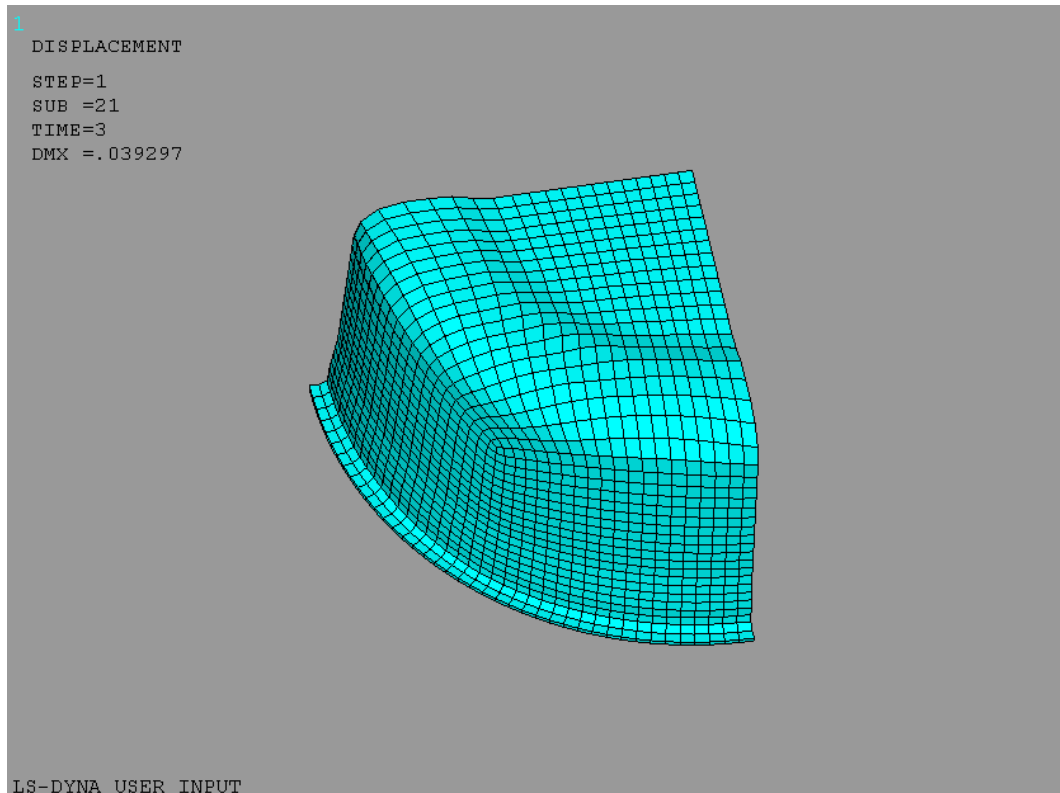 1
DISPLACEMENT
STEP=1
SUB =21
TIME=3
DMX =.039297
LS-DYNA USER INPUT